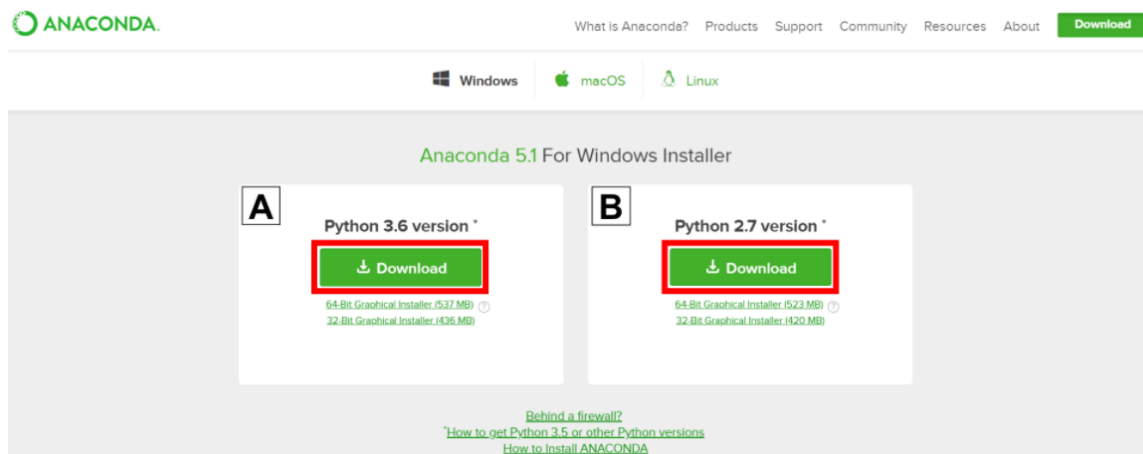 ANACONDA.
What is Anaconda? Products Support Community Resources About Download
Windows macOS Linux
Anaconda 5.1 For Windows Installer
A
Python 3.6 version *
Download
64-Bit Graphical Installer (537 MB) ?
32-Bit Graphical Installer (436 MB)
B
Python 2.7 version *
Download
64-Bit Graphical Installer (523 MB) ?
32-Bit Graphical Installer (420 MB)
Behind a firewall?
*How to get Python 3.5 or other Python versions
How to Install ANACONDA